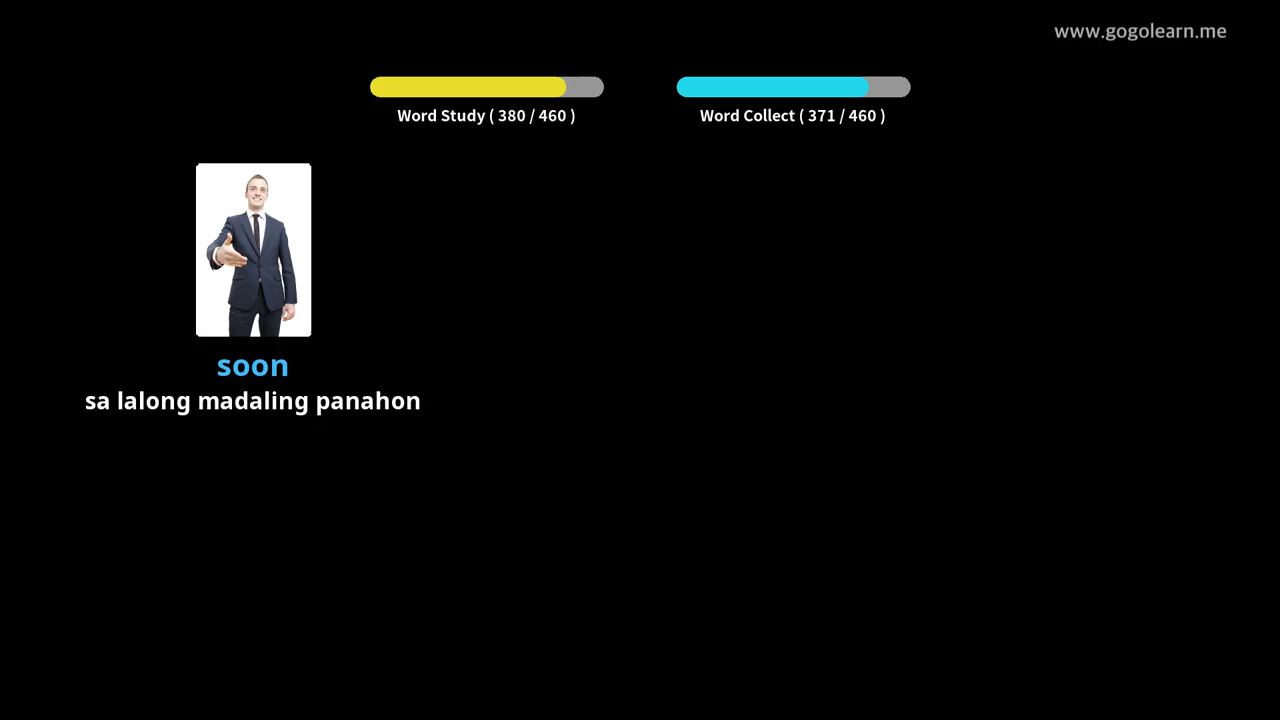 www.gogolearn.me
Word Study ( 380 / 460 )
Word Collect ( 371 / 460 )
soon
sa lalong madaling panahon